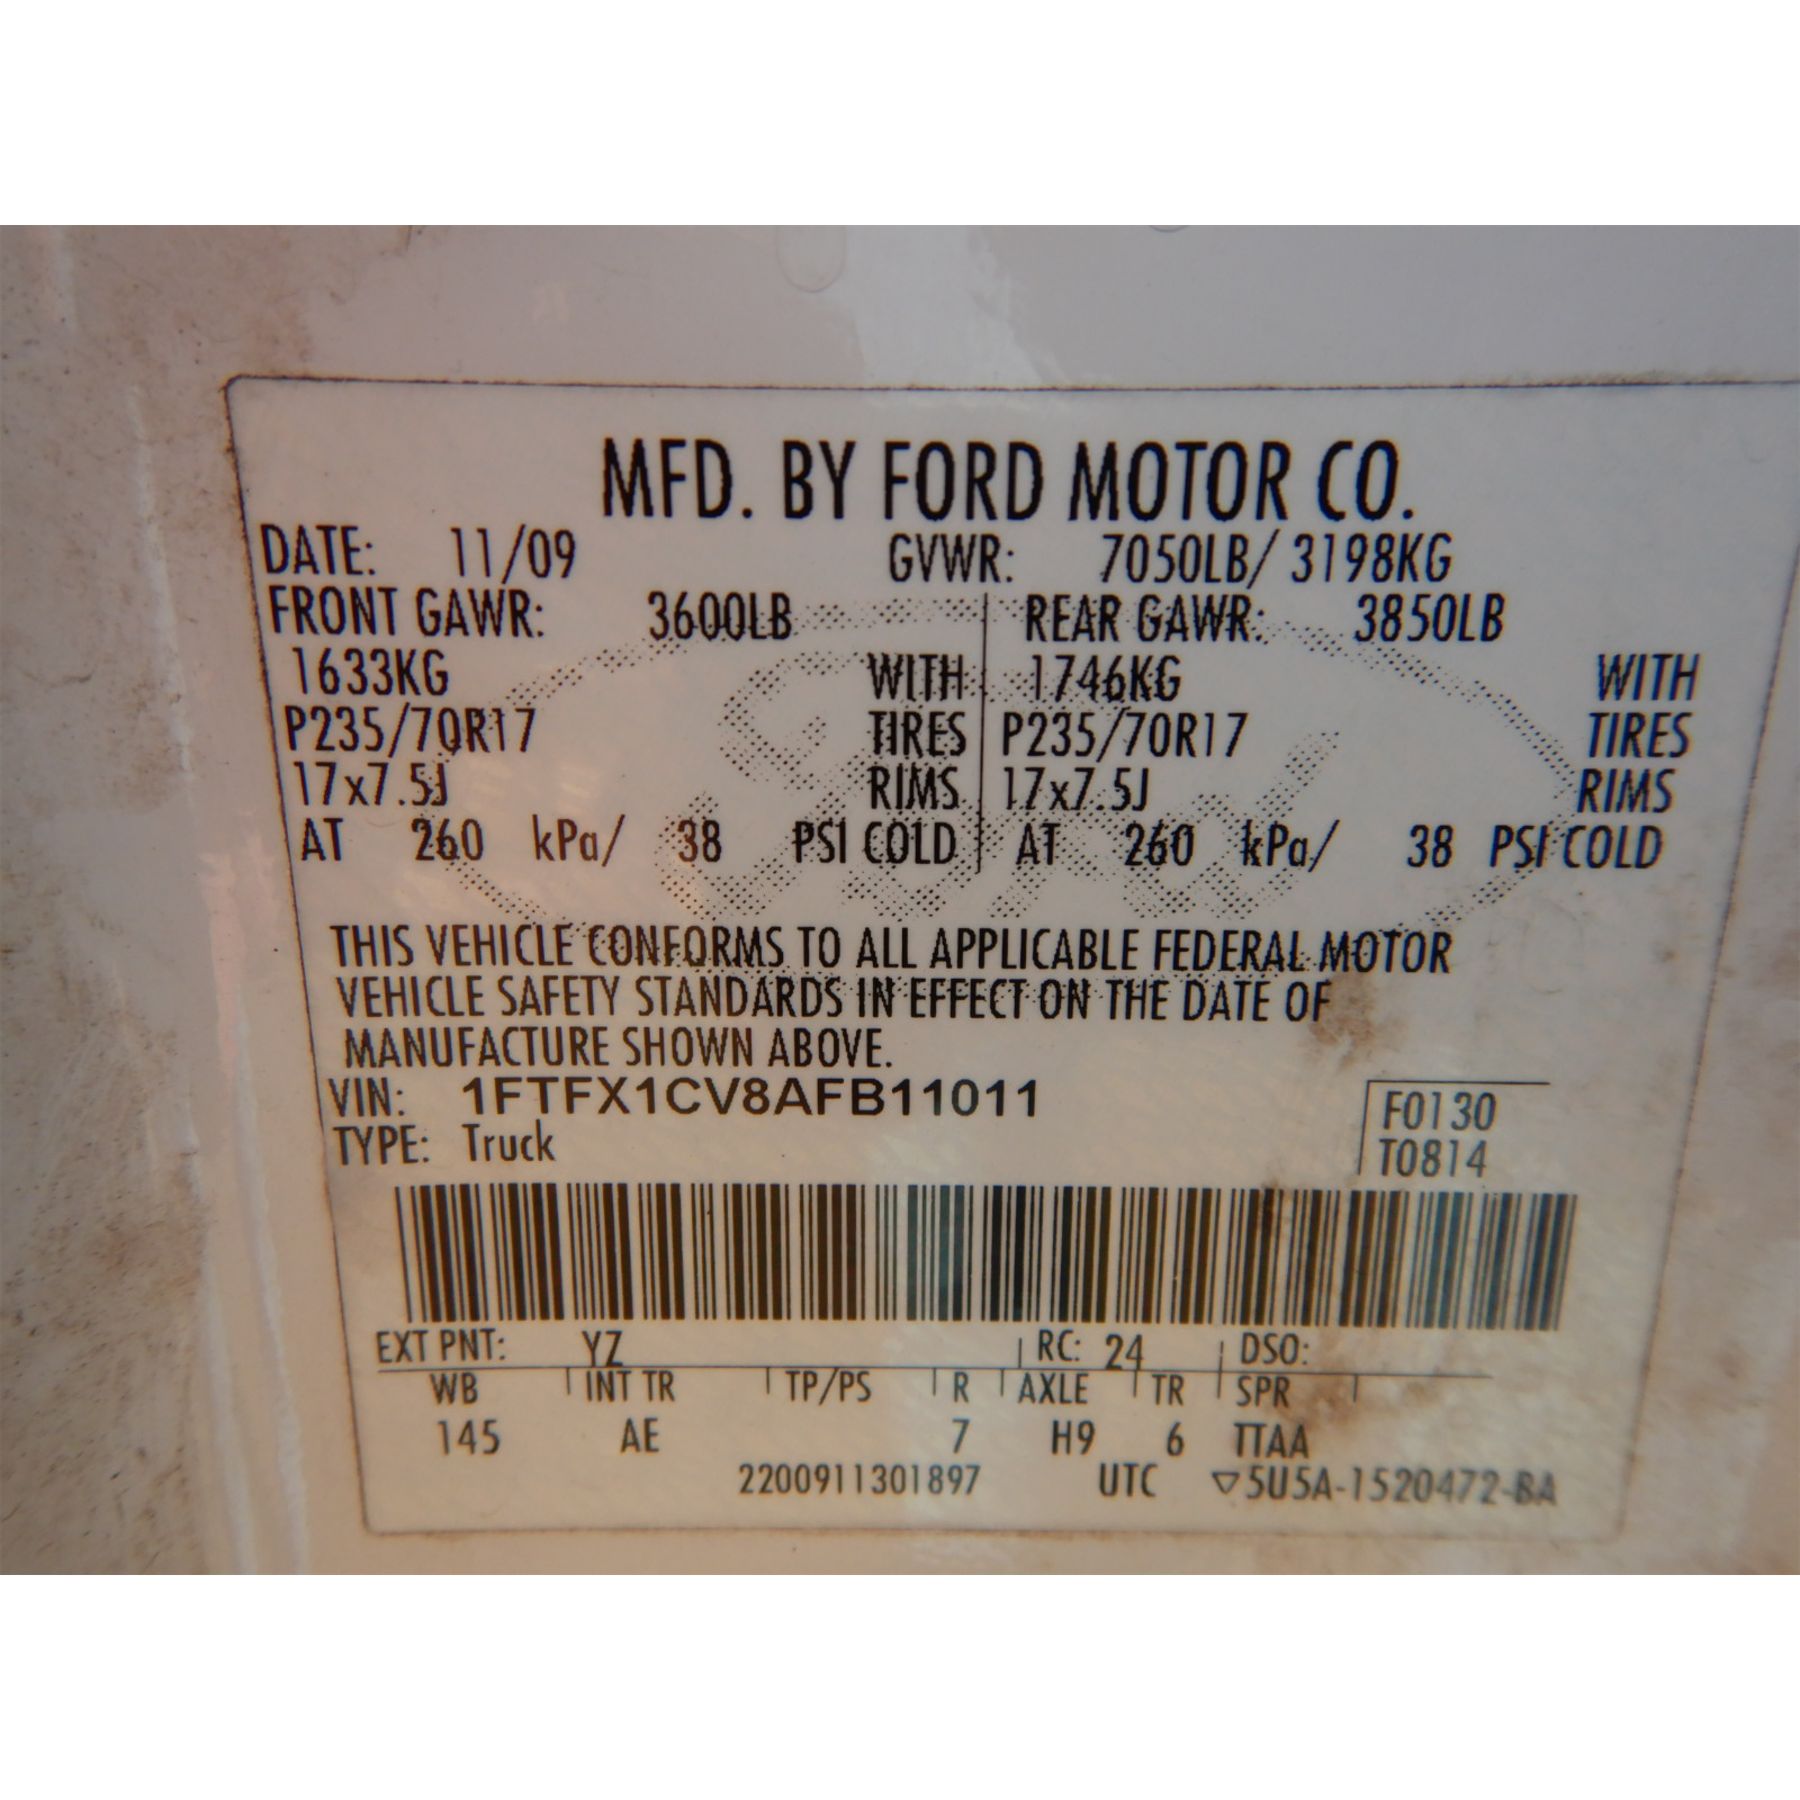 MFD. BY FORD MOTOR CO.
DATE: 11/09 GVWR: 7050LB/ 3198KG
FRONT GAWR: 3600LB REAR GAWR: 3850LB
1633KG WITH 1746KG WITH
P235/70R17 TIRES P235/70R17 TIRES
17x7.5J RIMS 17x7.5J RIMS
AT 260 kPa/ 38 PSI COLD AT 260 kPa/ 38 PSI COLD
THIS VEHICLE CONFORMS TO ALL APPLICABLE FEDERAL MOTOR
VEHICLE SAFETY STANDARDS IN EFFECT ON THE DATE OF
MANUFACTURE SHOWN ABOVE.
VIN: 1FTFX1CV8AFB11011 F0130
TYPE: Truck T0814
EXT PNT: YZ RC: 24 DSO:
WB INT TR TP/PS R AXLE TR SPR
145 AE 7 H9 6 TTAA
2200911301897 UTC ▽5U5A-1520472-BA